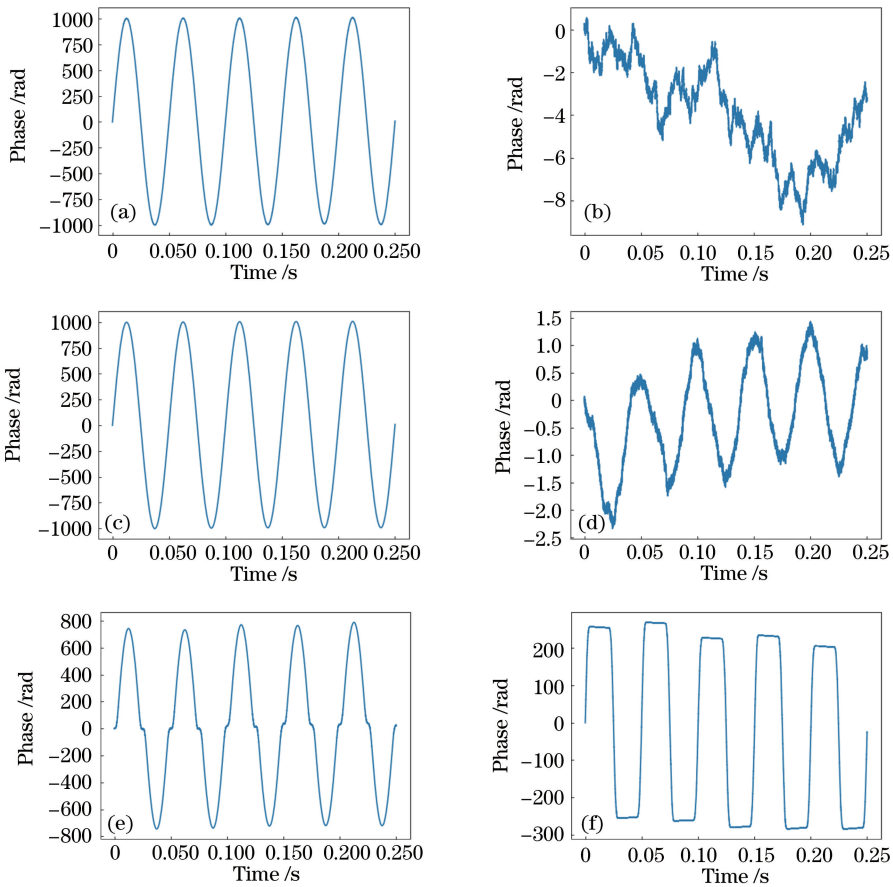 1000
750
500
250
0
−250
−500
−750
−1000
Phase /rad
(a)
0 0.050 0.100 0.150 0.200 0.250
Time /s
0
−2
−4
−6
−8
Phase /rad
(b)
0 0.05 0.10 0.15 0.20 0.25
Time /s
1000
750
500
250
0
−250
−500
−750
−1000
Phase /rad
(c)
0 0.050 0.100 0.150 0.200 0.250
Time /s
1.5
1.0
0.5
0
−0.5
−1.0
−1.5
−2.0
−2.5
Phase /rad
(d)
0 0.05 0.10 0.15 0.20 0.25
Time /s
800
600
400
200
0
−200
−400
−600
−800
Phase /rad
(e)
0 0.050 0.100 0.150 0.200 0.250
Time /s
200
100
0
−100
−200
−300
Phase /rad
(f)
0 0.05 0.10 0.15 0.20 0.25
Time /s